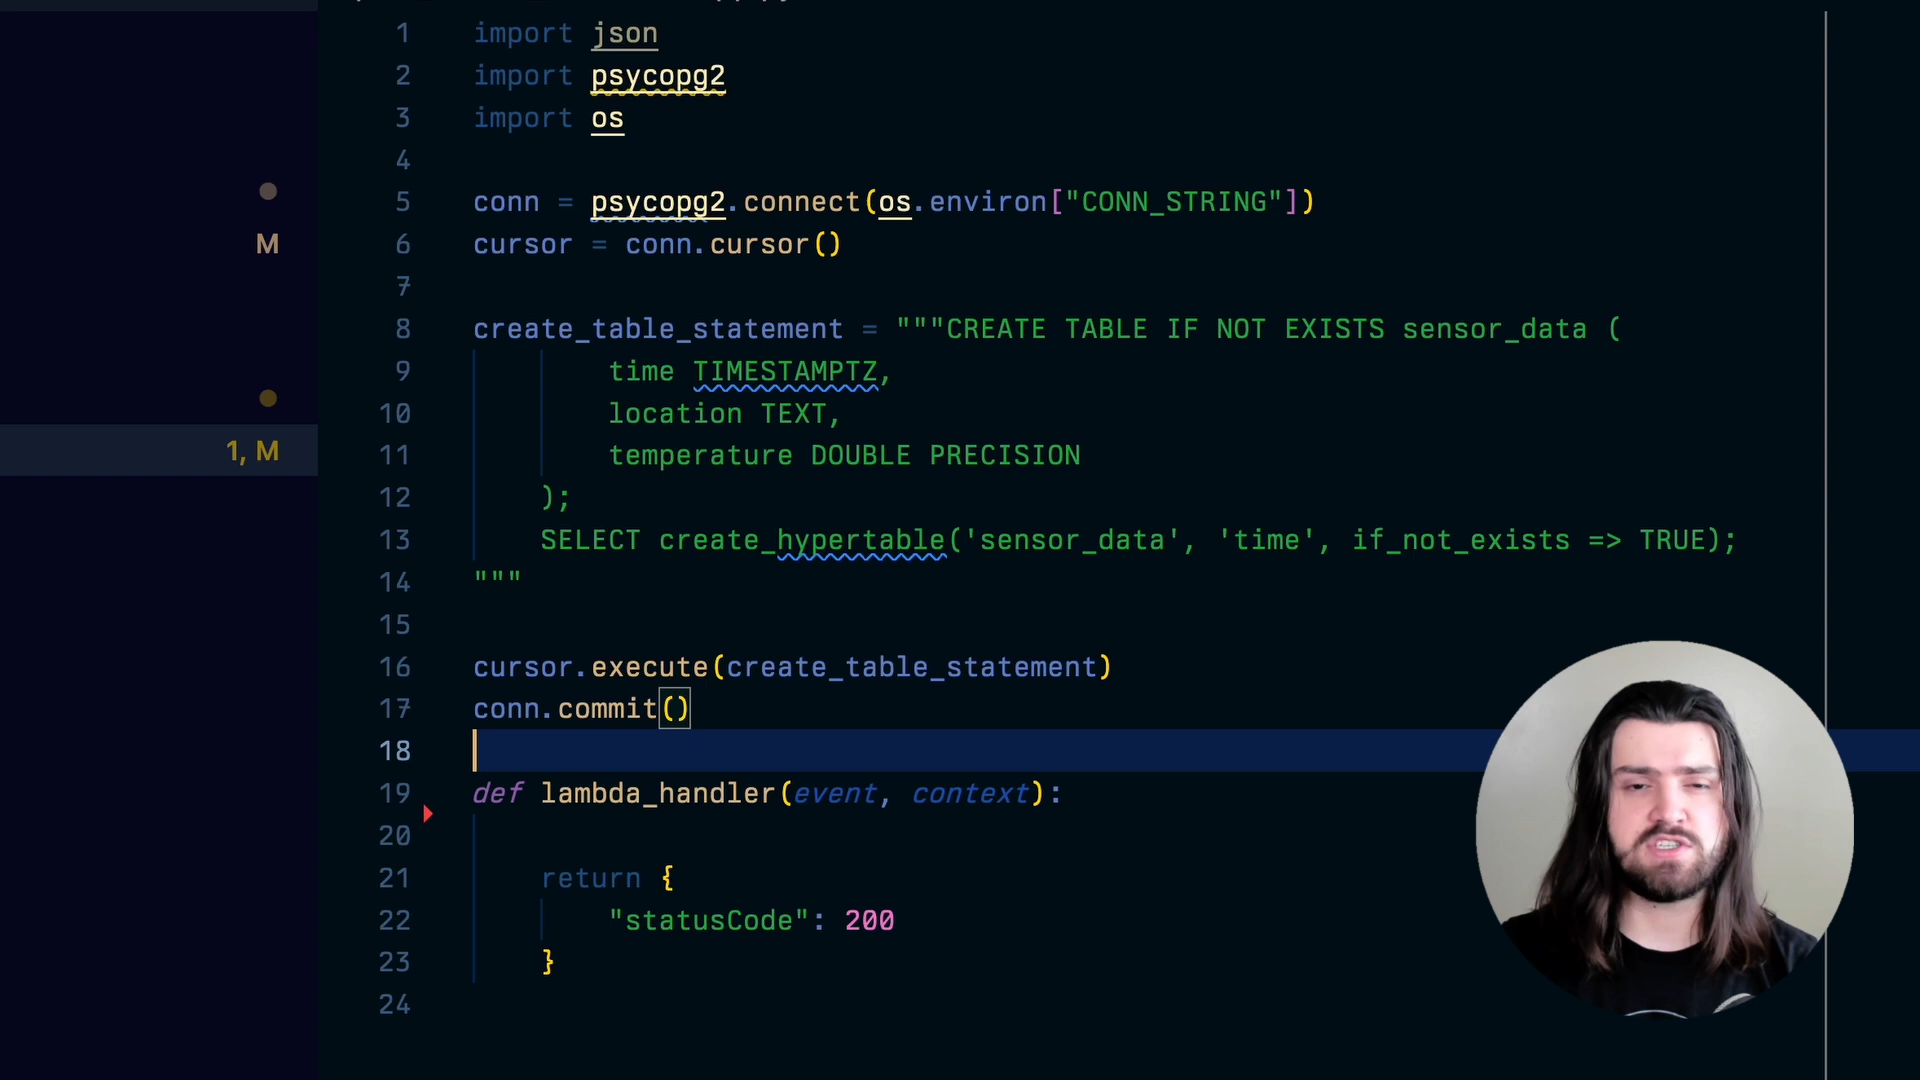 1 import json
2 import psycopg2
3 import os
4
5 conn = psycopg2.connect(os.environ["CONN_STRING"])
6 cursor = conn.cursor()
7
8 create_table_statement = """CREATE TABLE IF NOT EXISTS sensor_data (
9 time TIMESTAMPTZ,
10 location TEXT,
11 temperature DOUBLE PRECISION
12 );
13 SELECT create_hypertable('sensor_data', 'time', if_not_exists => TRUE);
14 """
15
16 cursor.execute(create_table_statement)
17 conn.commit()
18
19 def lambda_handler(event, context):
20
21 return {
22 "statusCode": 200
23 }
24
M
1, M